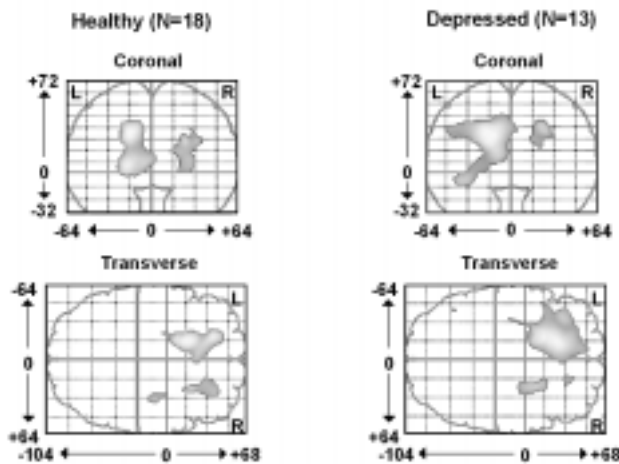 Healthy (N=18)
Depressed (N=13)
Coronal
Coronal
+72
L
R
0
-32
-64
0
+64
+72
L
R
0
-32
-64
0
+64
Transverse
Transverse
-64
L
0
+64
R
-104
0
+68
-64
L
0
+64
R
-104
0
+68